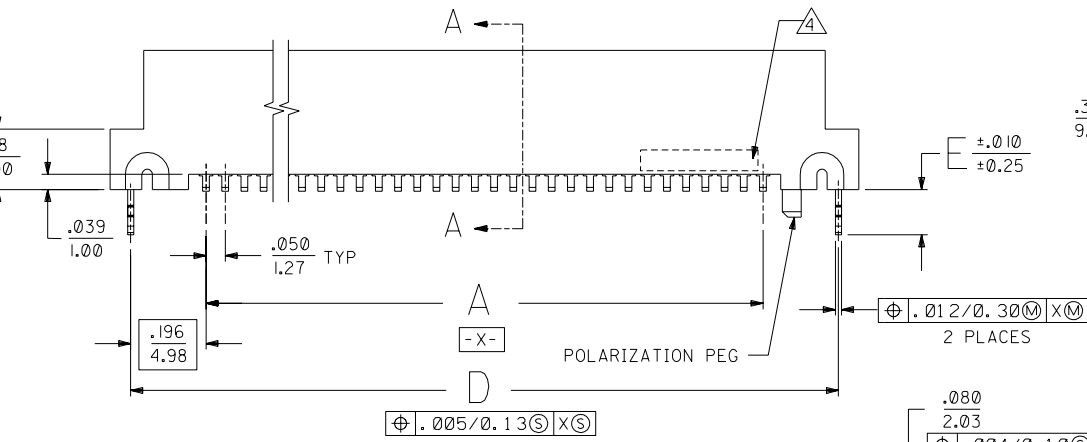 A
4
.039
1.00
.050
1.27
TYP
A
A
-X-
.196
4.98
D
⌖ .005/0.13Ⓢ XⓈ
POLARIZATION PEG
E ±.010
±0.25
⌖ .012/0.30Ⓜ XⓂ
2 PLACES
.080
2.03